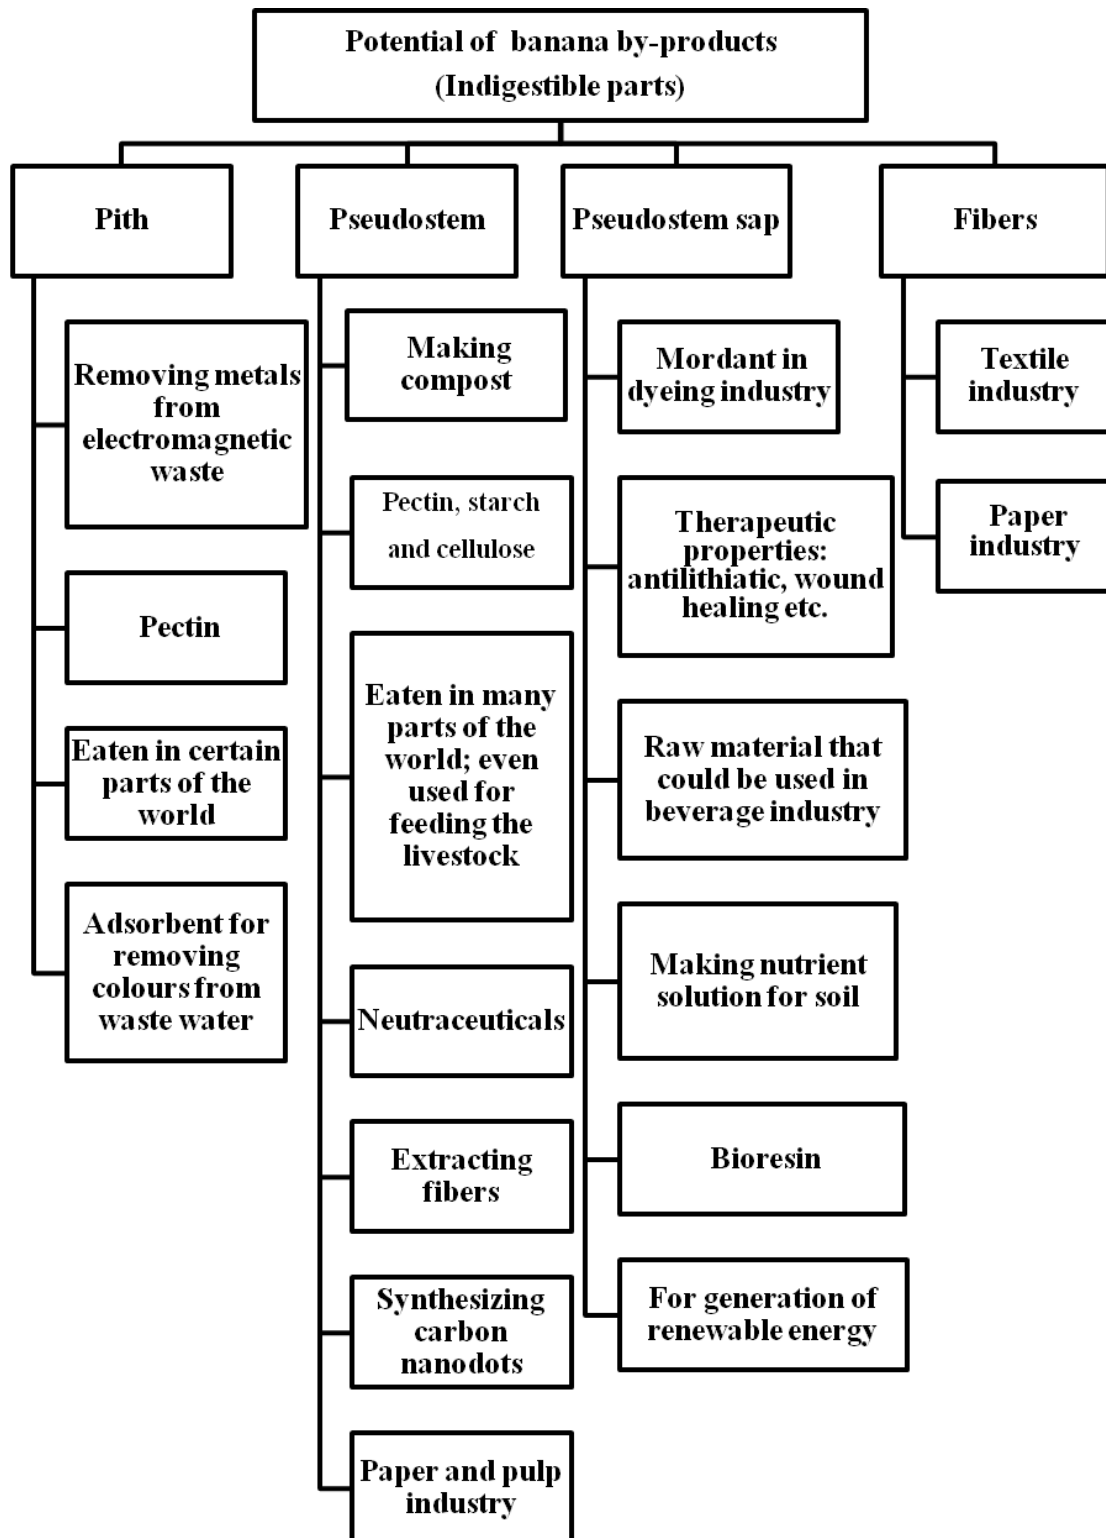 Potential of banana by-products
(Indigestible parts)
Pith
Pseudostem
Pseudostem sap
Fibers
Removing metals
from
electromagnetic
waste
Pectin
Eaten in certain
parts of the
world
Adsorbent for
removing
colours from
waste water
Making
compost
Pectin, starch
and cellulose
Eaten in many
parts of the
world; even
used for
feeding the
livestock
Neutraceuticals
Extracting
fibers
Synthesizing
carbon
nanodots
Paper and pulp
industry
Mordant in
dyeing industry
Therapeutic
properties:
antilithiatic, wound
healing etc.
Raw material that
could be used in
beverage industry
Making nutrient
solution for soil
Bioresin
For generation of
renewable energy
Textile
industry
Paper
industry